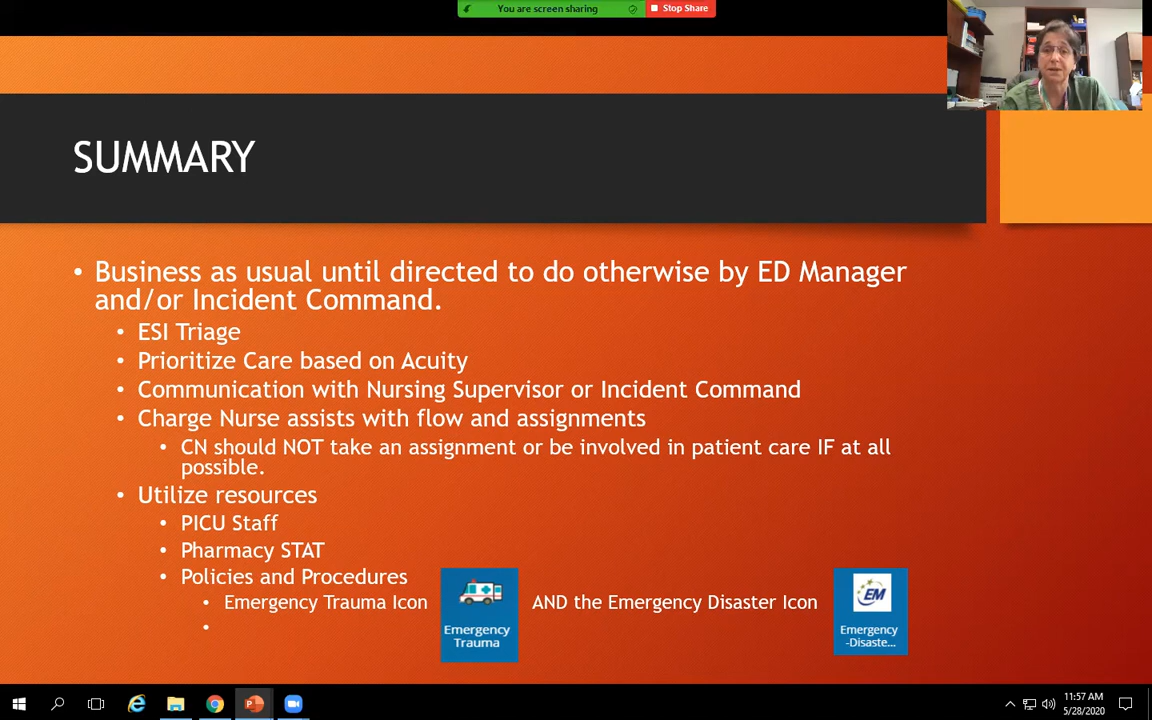 You are screen sharing
Stop Share
SUMMARY
• Business as usual until directed to do otherwise by ED Manager
and/or Incident Command.
• ESI Triage
• Prioritize Care based on Acuity
• Communication with Nursing Supervisor or Incident Command
• Charge Nurse assists with flow and assignments
• CN should NOT take an assignment or be involved in patient care IF at all
possible.
• Utilize resources
• PICU Staff
• Pharmacy STAT
• Policies and Procedures
• Emergency Trauma Icon AND the Emergency Disaster Icon
•
EM
Emergency
Trauma
Emergency
-Disaste...
11:57 AM
5/28/2020